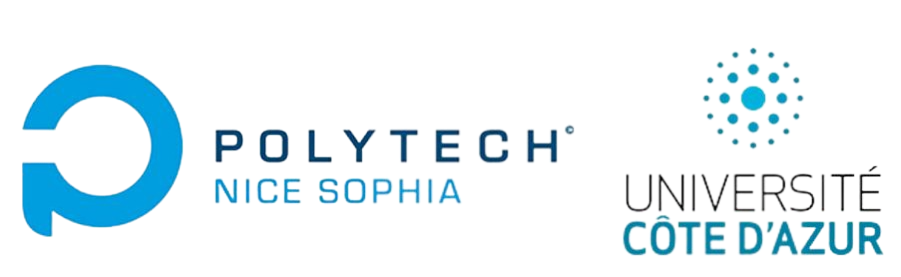 POLYTECH©
NICE SOPHIA
UNIVERSITÉ
CÔTE D'AZUR